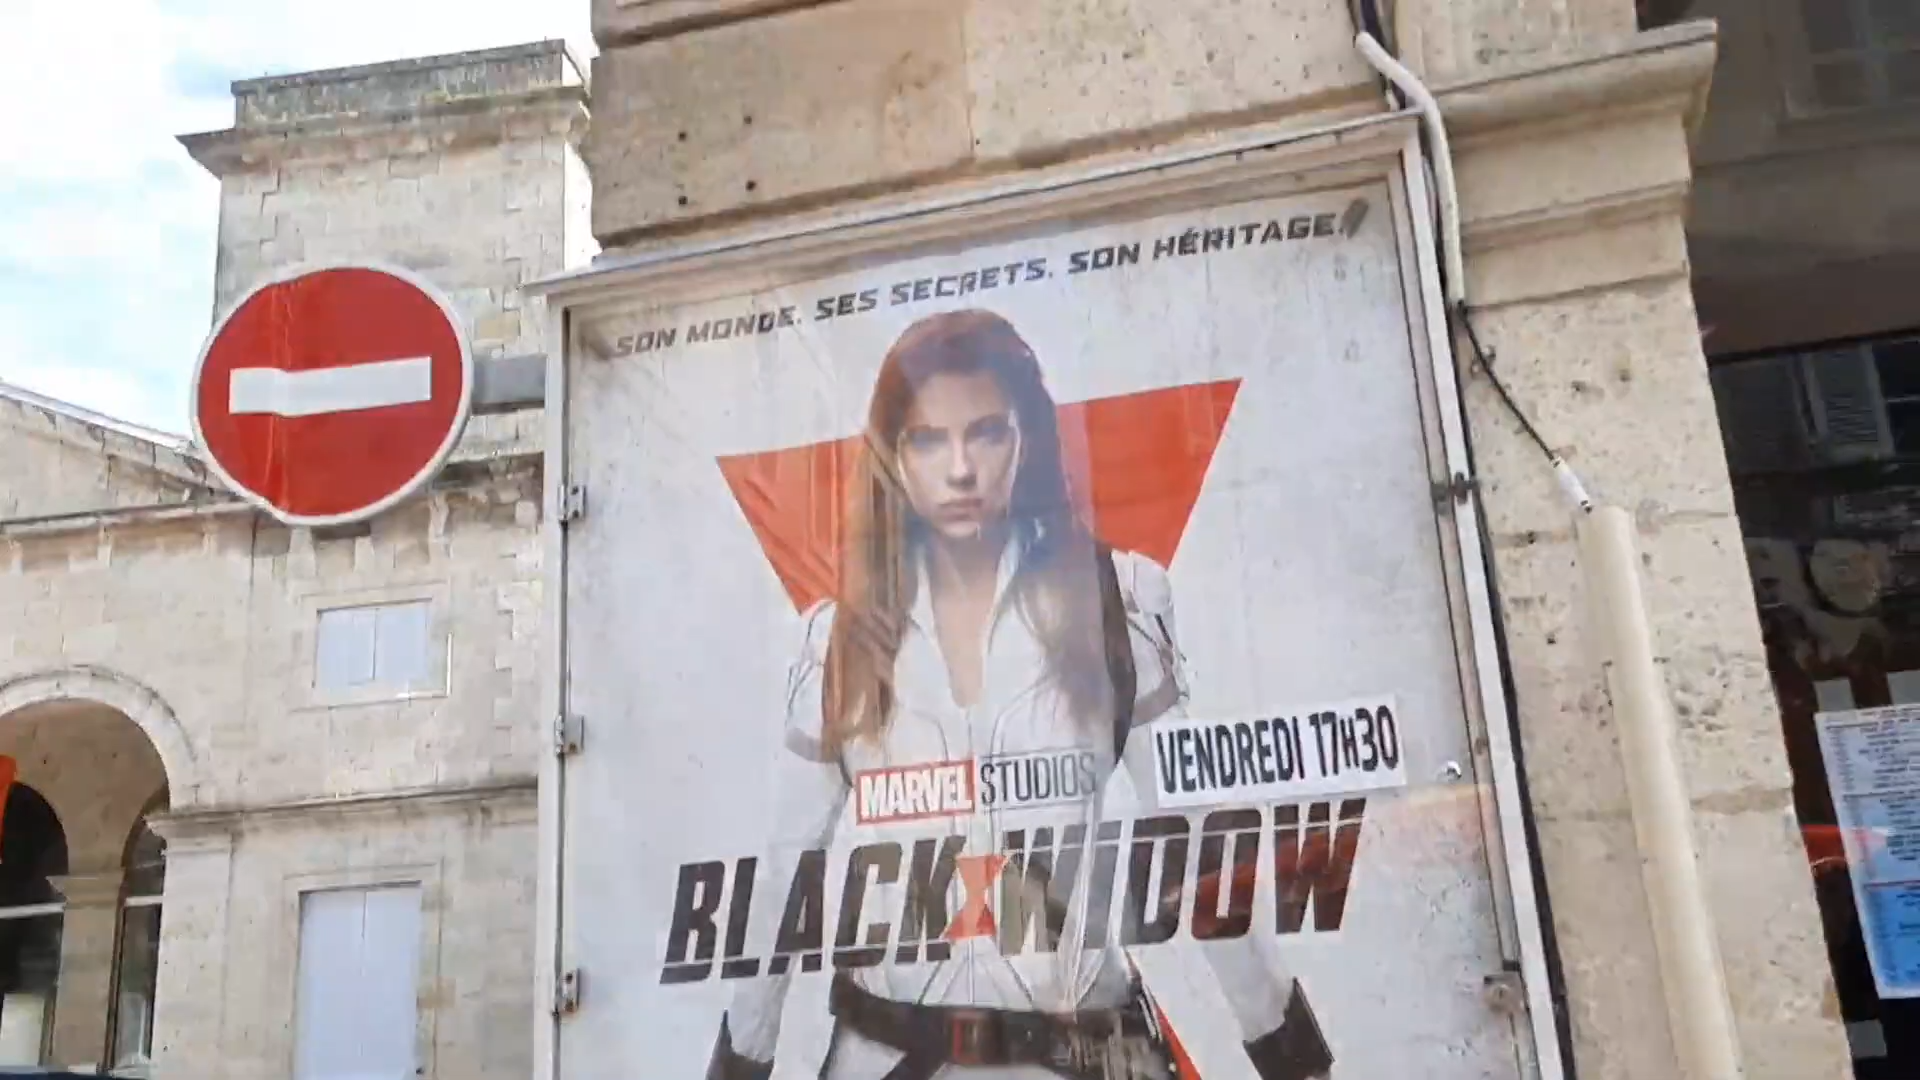 SON MONDE. SES SECRETS. SON HÉRITAGE.
MARVEL STUDIOS
VENDREDI 17H30
BLACK WIDOW